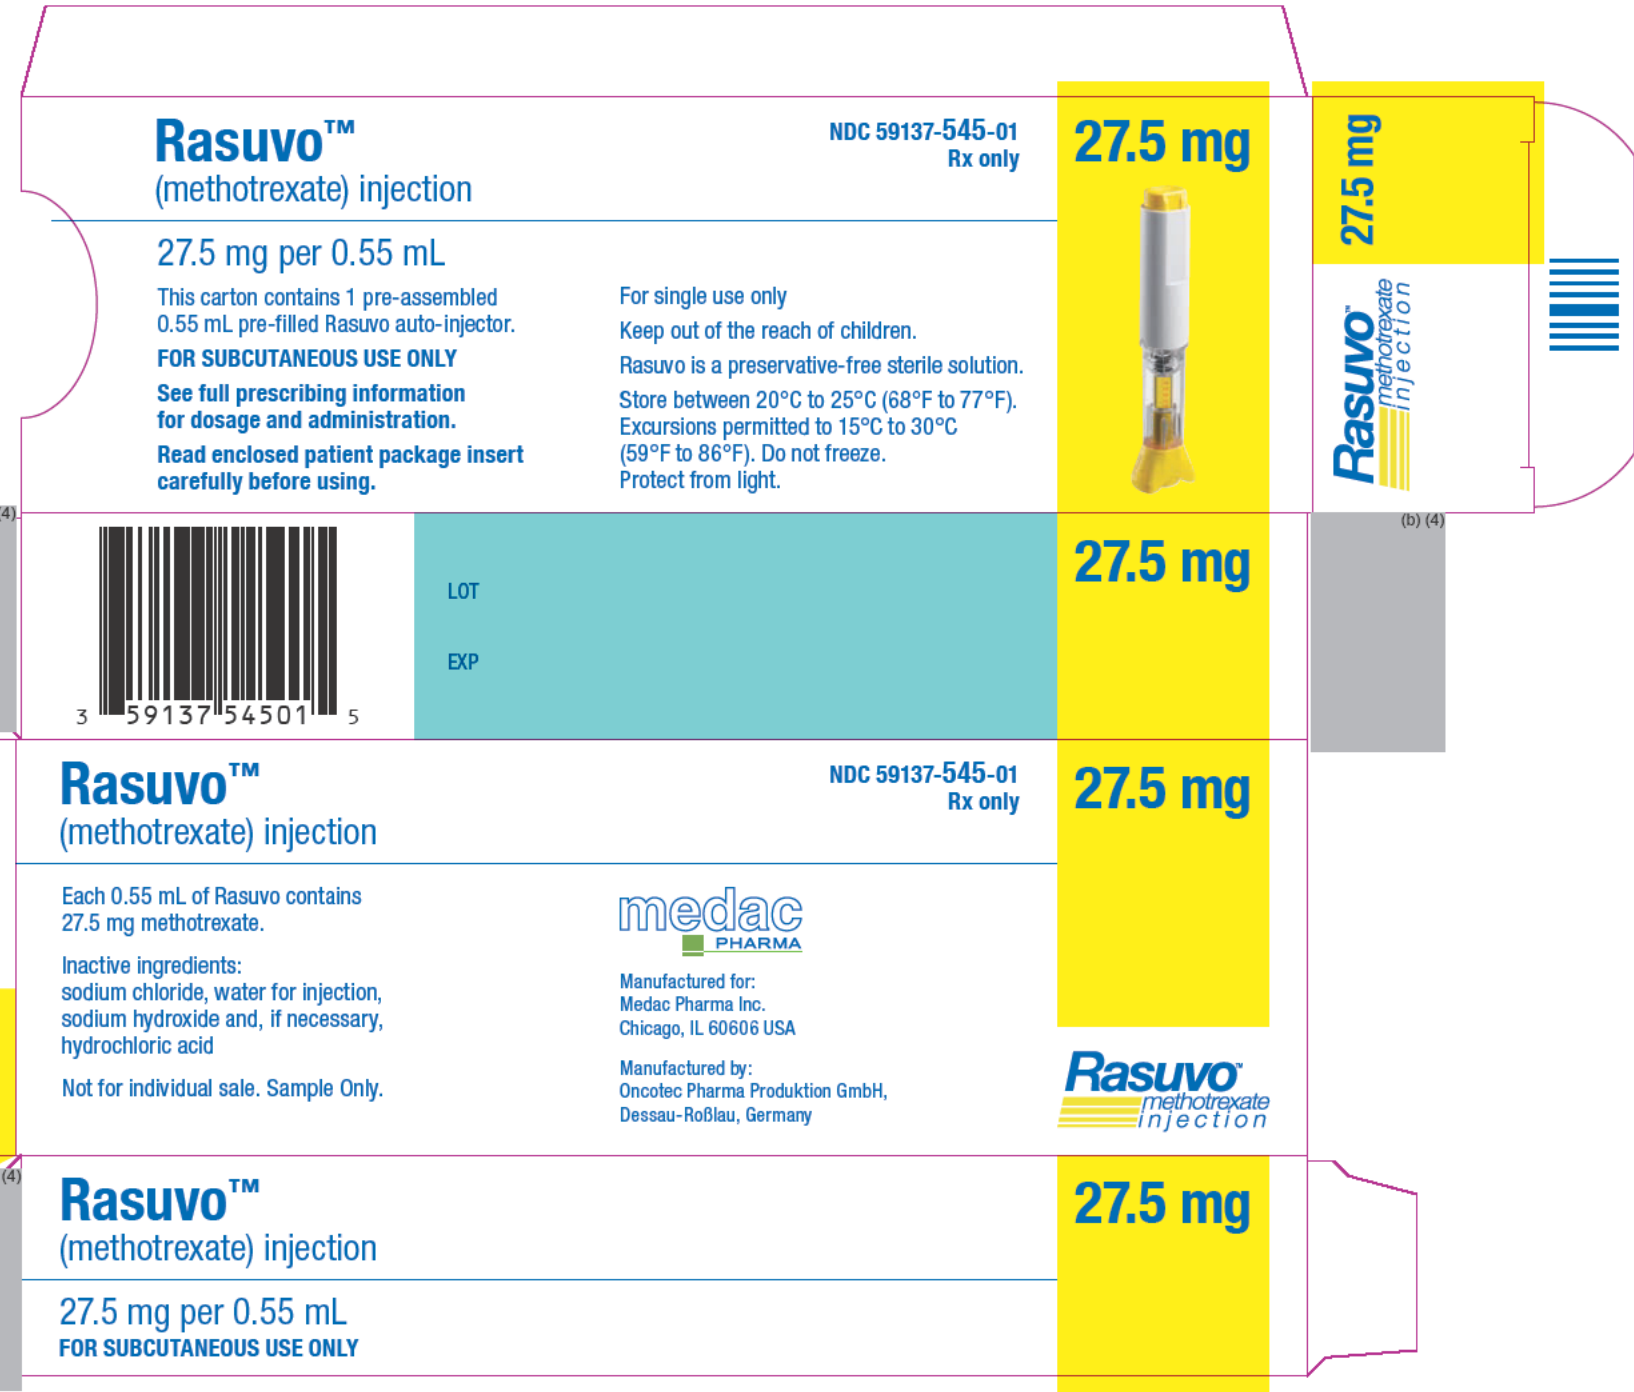 Rasuvo™
(methotrexate) injection
NDC 59137-545-01
Rx only
27.5 mg
27.5 mg per 0.55 mL
This carton contains 1 pre-assembled
0.55 mL pre-filled Rasuvo auto-injector.
FOR SUBCUTANEOUS USE ONLY
See full prescribing information
for dosage and administration.
Read enclosed patient package insert
carefully before using.
For single use only
Keep out of the reach of children.
Rasuvo is a preservative-free sterile solution.
Store between 20°C to 25°C (68°F to 77°F).
Excursions permitted to 15°C to 30°C
(59°F to 86°F). Do not freeze.
Protect from light.
27.5 mg
Rasuvo™
methotrexate
injection
(4)
3 59137 54501 5
LOT
EXP
27.5 mg
(b) (4)
Rasuvo™
(methotrexate) injection
NDC 59137-545-01
Rx only
27.5 mg
Each 0.55 mL of Rasuvo contains
27.5 mg methotrexate.
Inactive ingredients:
sodium chloride, water for injection,
sodium hydroxide and, if necessary,
hydrochloric acid
Not for individual sale. Sample Only.
medac
PHARMA
Manufactured for:
Medac Pharma Inc.
Chicago, IL 60606 USA
Manufactured by:
Oncotec Pharma Produktion GmbH,
Dessau-Roßlau, Germany
Rasuvo™
methotrexate
injection
(4)
Rasuvo™
(methotrexate) injection
27.5 mg
27.5 mg per 0.55 mL
FOR SUBCUTANEOUS USE ONLY